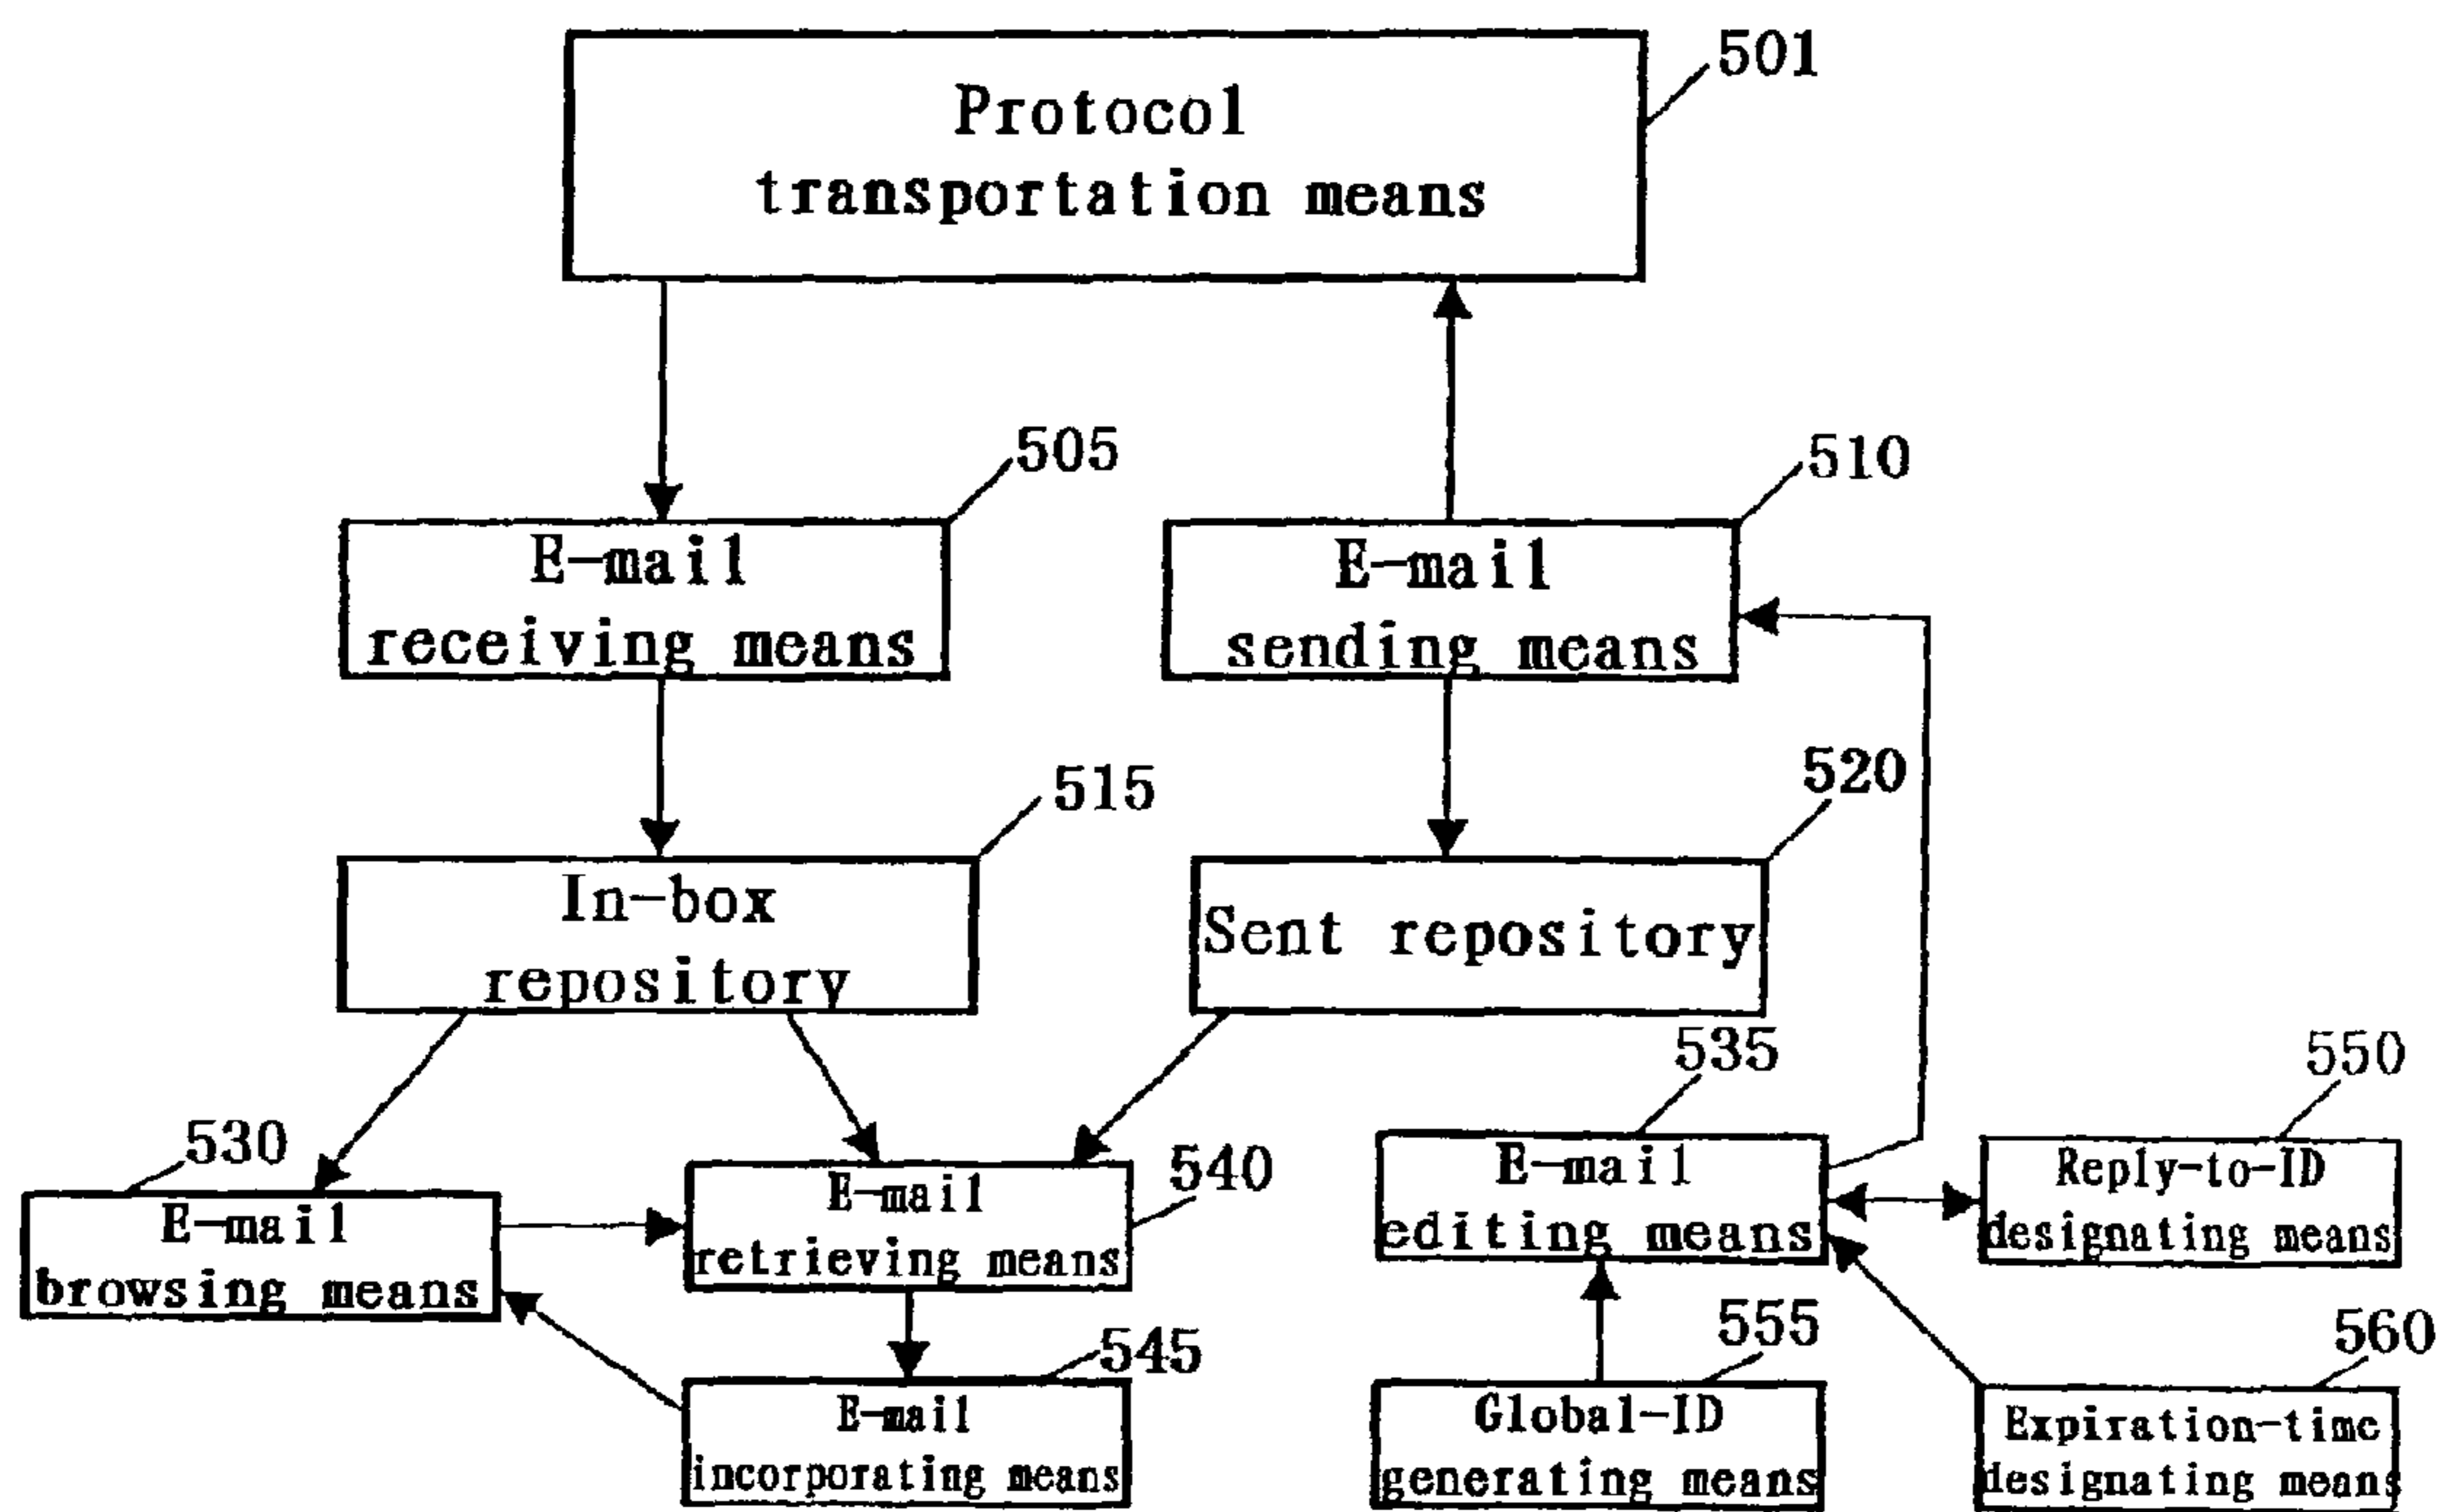 501
Protocol
transportation means
505
510
E-mail
receiving means
E-mail
sending means
515
520
In-box
repository
Sent repository
535
550
530
540
E-mail
browsing means
E-mail
retrieving means
E-mail
editing means
Reply-to-ID
designating means
545
555
560
E-mail
incorporating means
Global-ID
generating means
Expiration-time
designating means